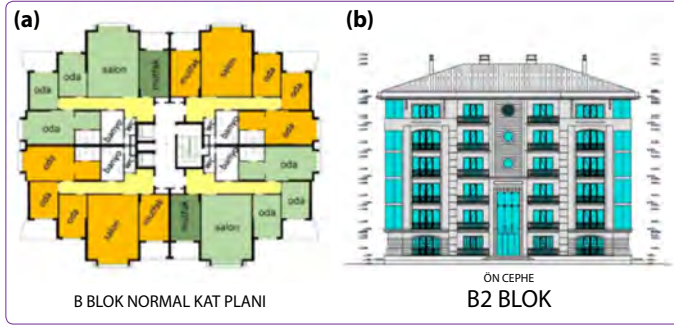 (a)
(b)
oda
oda
salon
mutfak
mutfak
salon
oda
oda
oda
banyo
banyo
oda
oda
banyo
banyo
oda
oda
oda
salon
mutfak
mutfak
salon
oda
oda
B BLOK NORMAL KAT PLANI
ÖN CEPHE
B2 BLOK